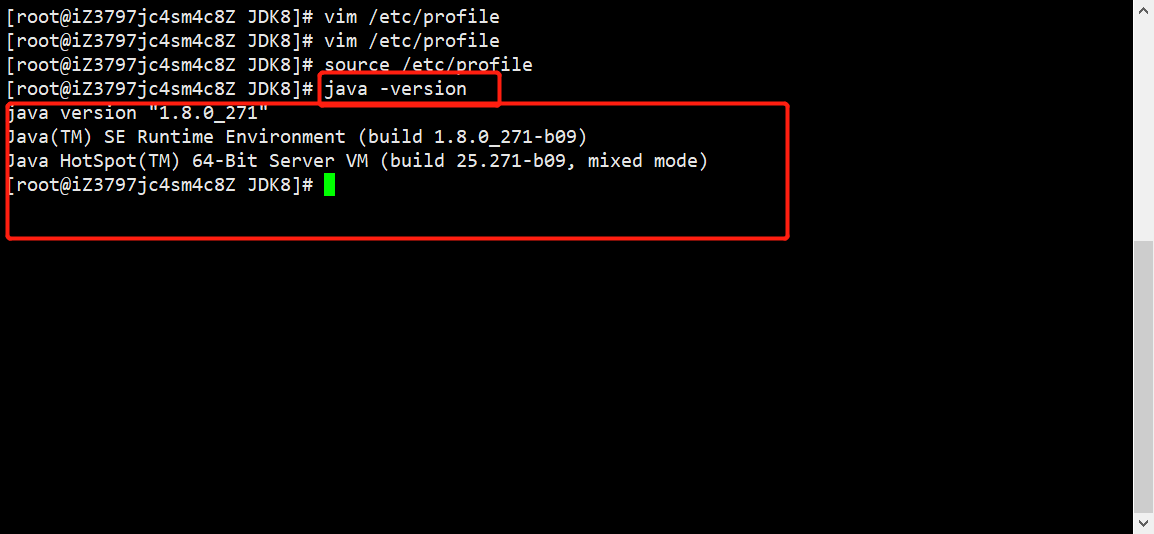 [root@iZ3797jc4sm4c8Z JDK8]# vim /etc/profile
[root@iZ3797jc4sm4c8Z JDK8]# vim /etc/profile
[root@iZ3797jc4sm4c8Z JDK8]# source /etc/profile
[root@iZ3797jc4sm4c8Z JDK8]# java -version
java version "1.8.0_271"
Java(TM) SE Runtime Environment (build 1.8.0_271-b09)
Java HotSpot(TM) 64-Bit Server VM (build 25.271-b09, mixed mode)
[root@iZ3797jc4sm4c8Z JDK8]#